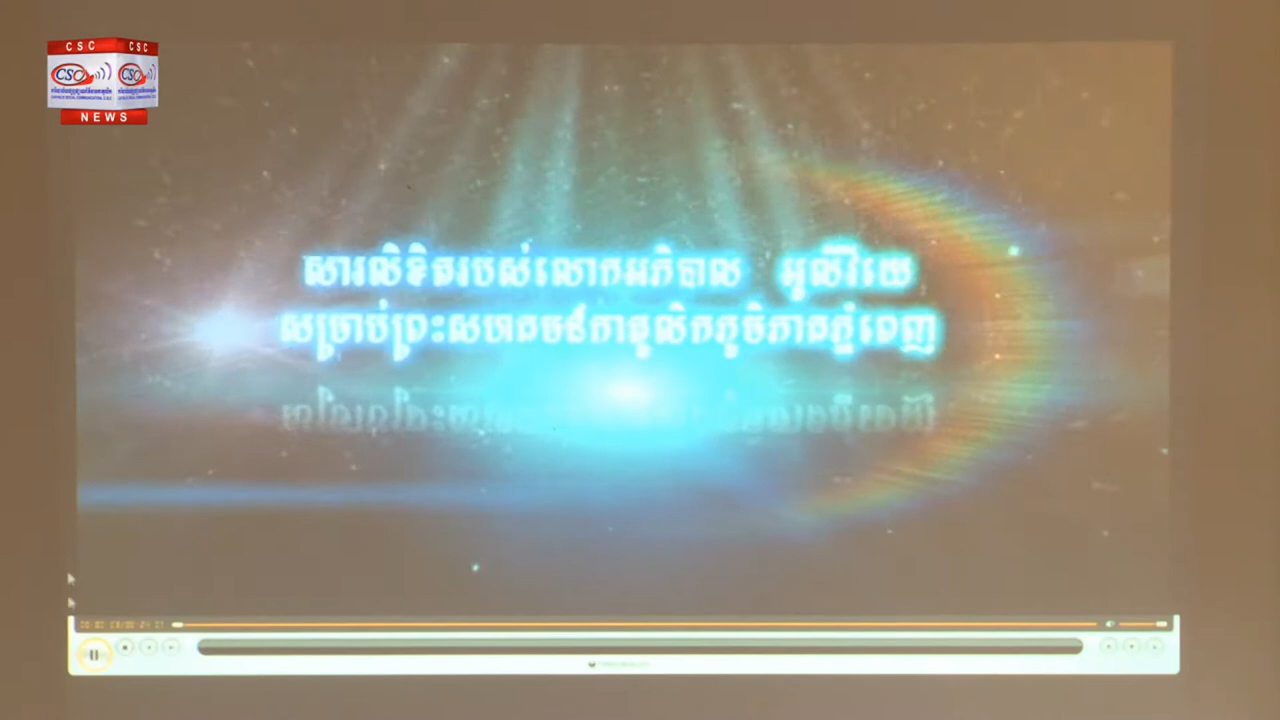 CSC CSC
CSC CSC
NEWS
សារលិខិតរបស់លោកអភិបាល អូលីវីយេ
សម្រាប់ព្រះសហគមន៍កាតូលិកភូមិភាគភ្នំពេញ